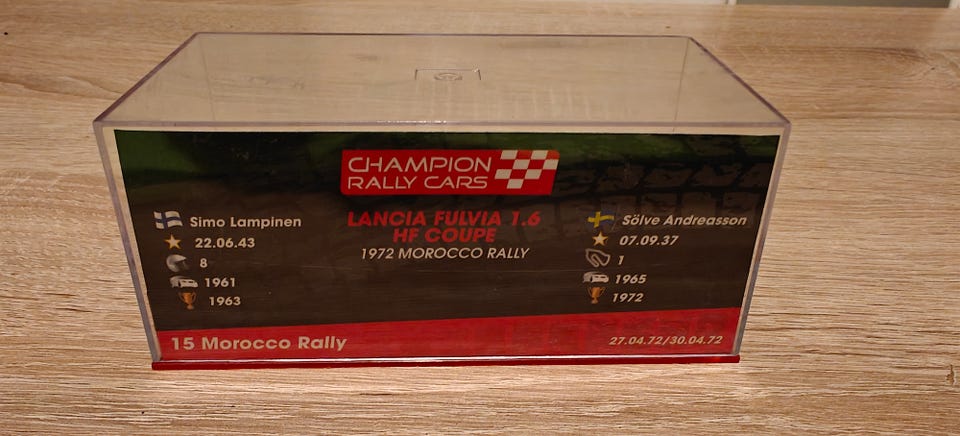 CHAMPION
RALLY CARS
LANCIA FULVIA 1.6
HF COUPE
1972 MOROCCO RALLY
Simo Lampinen
22.06.43
8
1961
1963
Sölve Andreasson
07.09.37
1
1965
1972
15 Morocco Rally
27.04.72/30.04.72